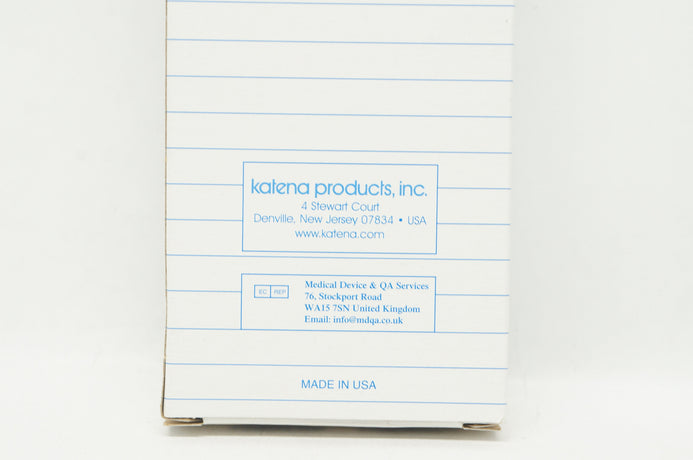 katena products, inc.
4 Stewart Court
Denville, New Jersey 07834 • USA
www.katena.com
EC REP
Medical Device & QA Services
76, Stockport Road
WA15 7SN United Kingdom
Email: info@mdqa.co.uk
MADE IN USA